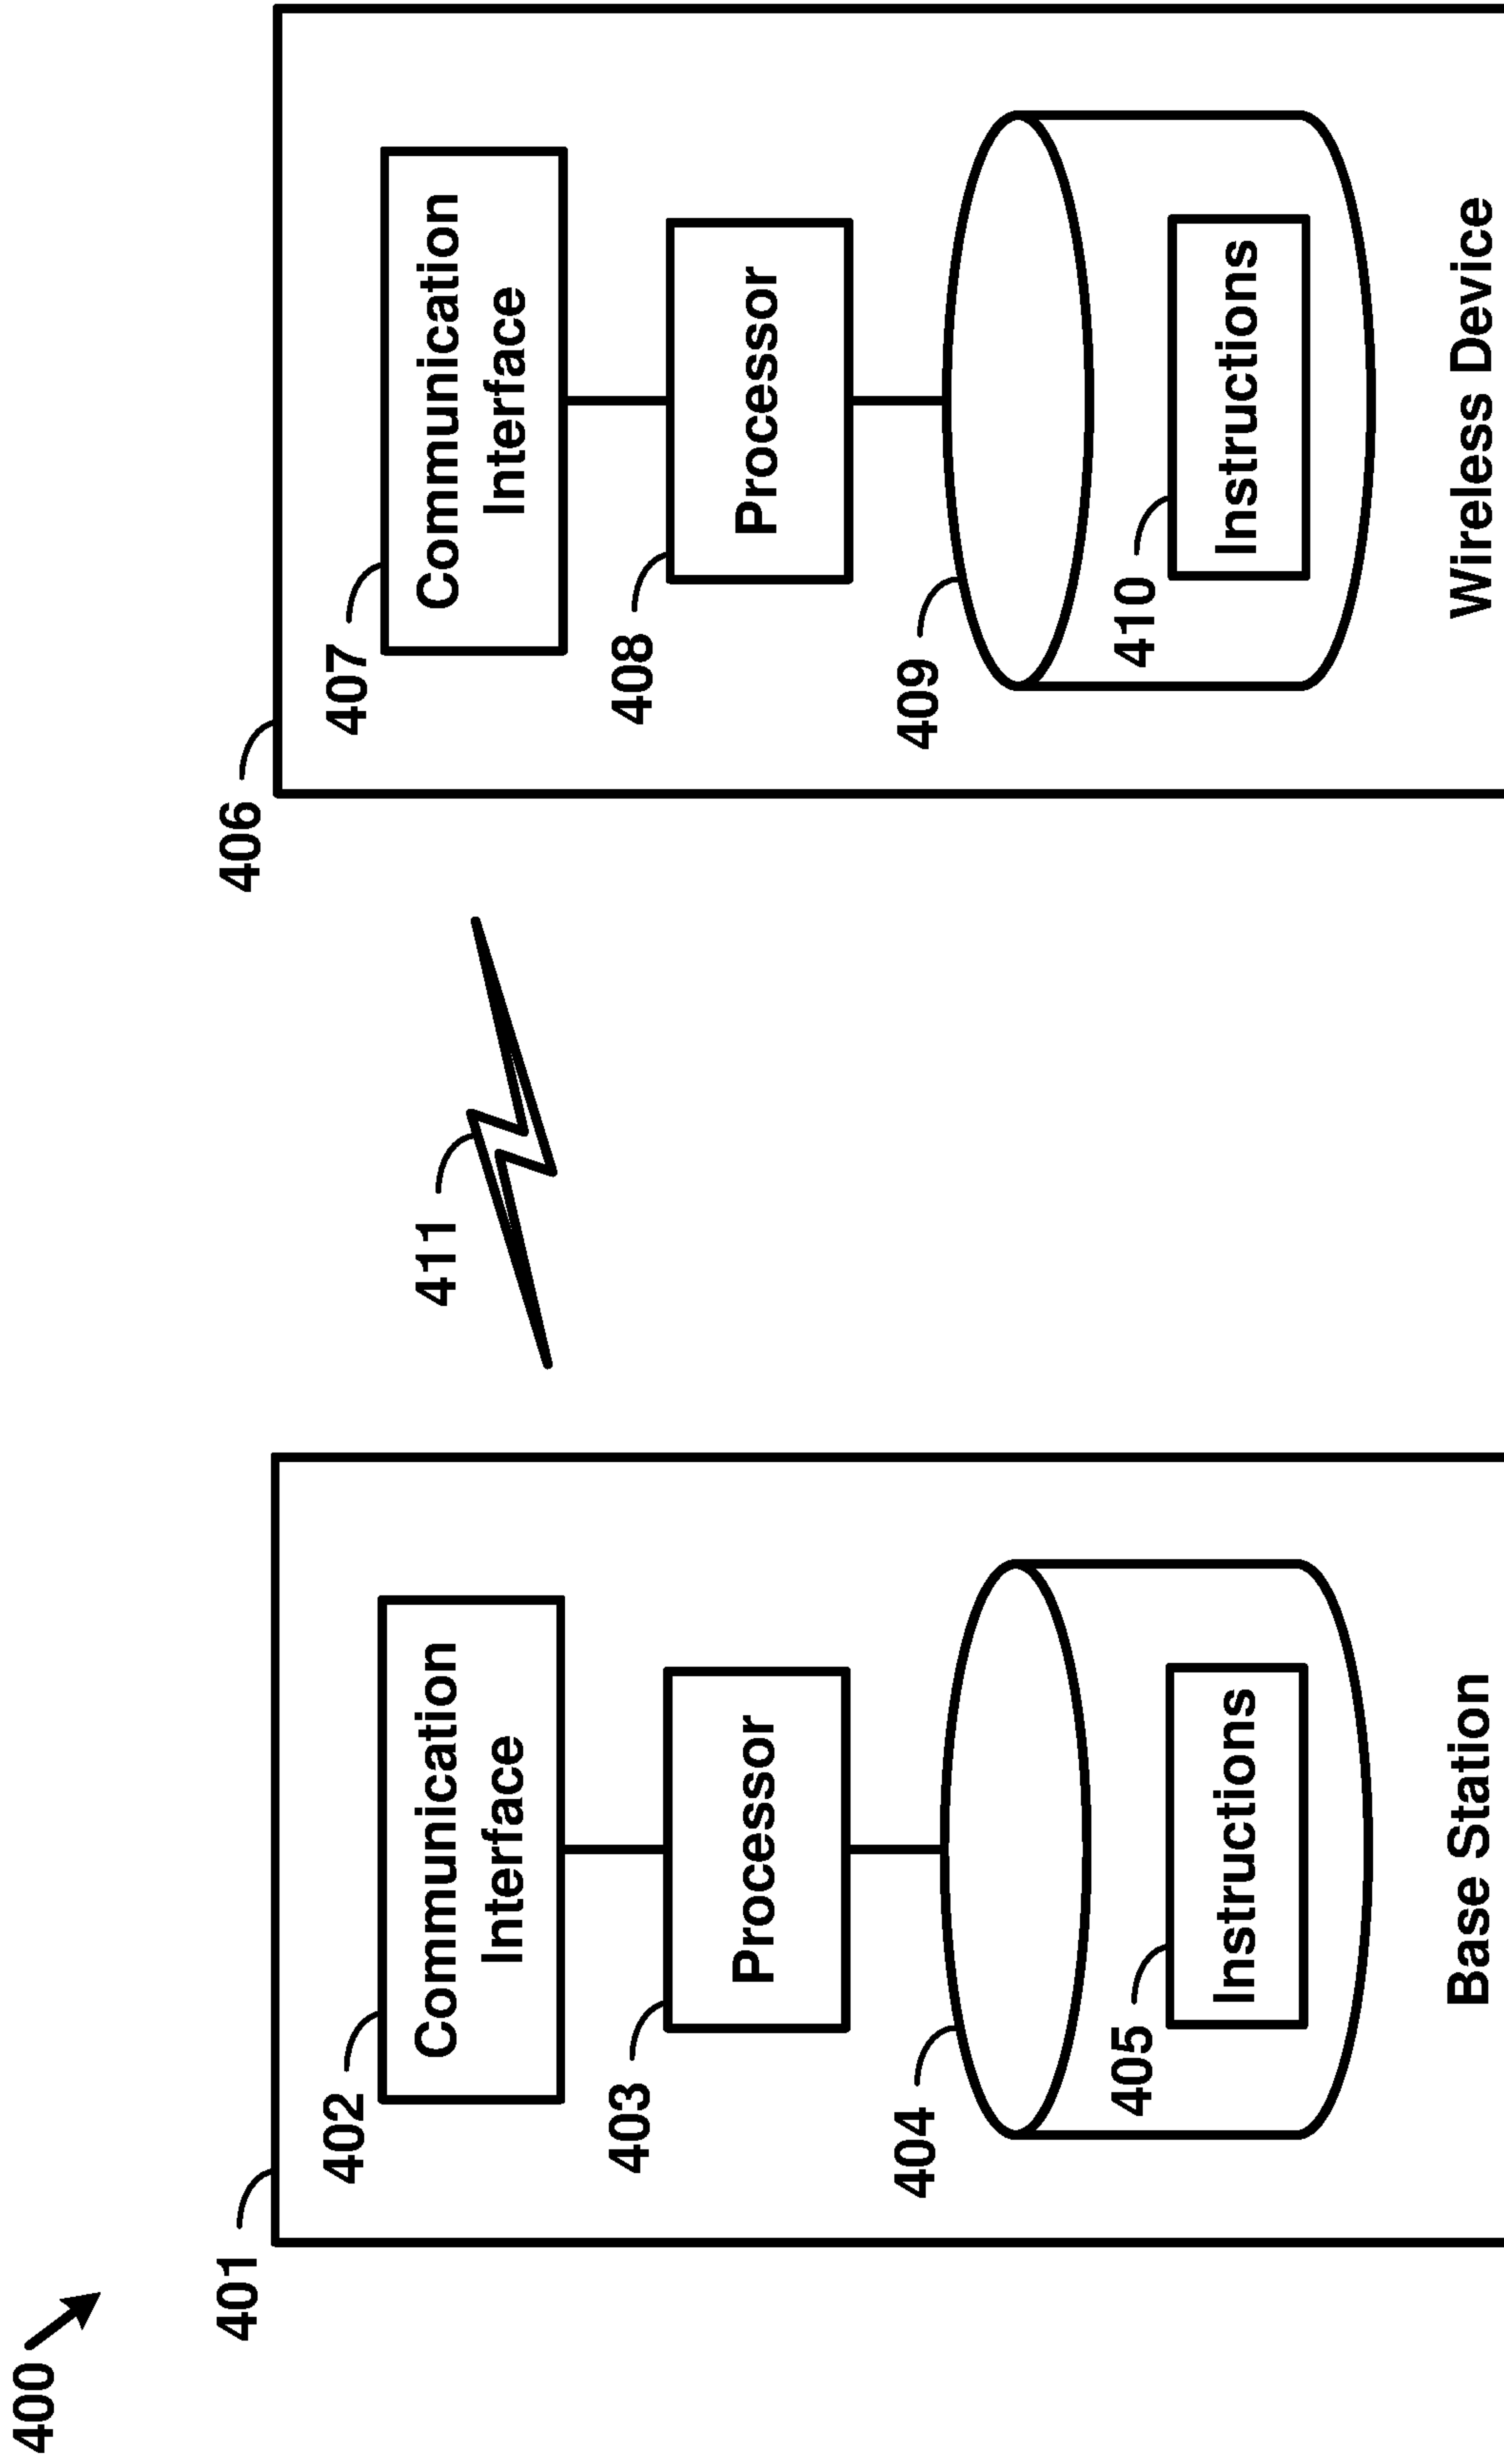 400
401
402
Communication
Interface
403
Processor
404
405
Instructions
Base Station
411
406
407
Communication
Interface
408
Processor
409
410
Instructions
Wireless Device